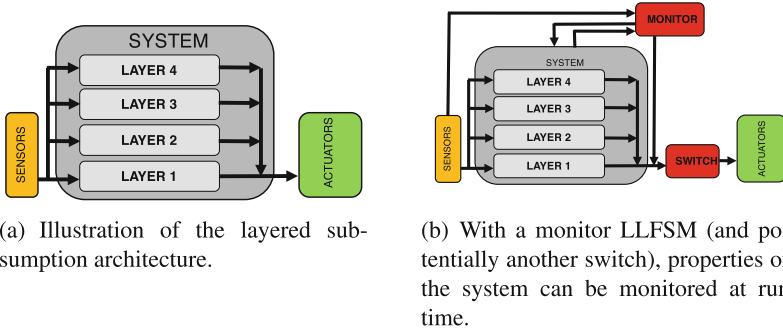 SYSTEM
LAYER 4
LAYER 3
LAYER 2
LAYER 1
SENSORS
ACTUATORS
(a) Illustration of the layered sub-
sumption architecture.
MONITOR
SYSTEM
LAYER 4
LAYER 3
LAYER 2
LAYER 1
SENSORS
SWITCH
ACTUATORS
(b) With a monitor LLFSM (and po
tentially another switch), properties o
the system can be monitored at run
time.